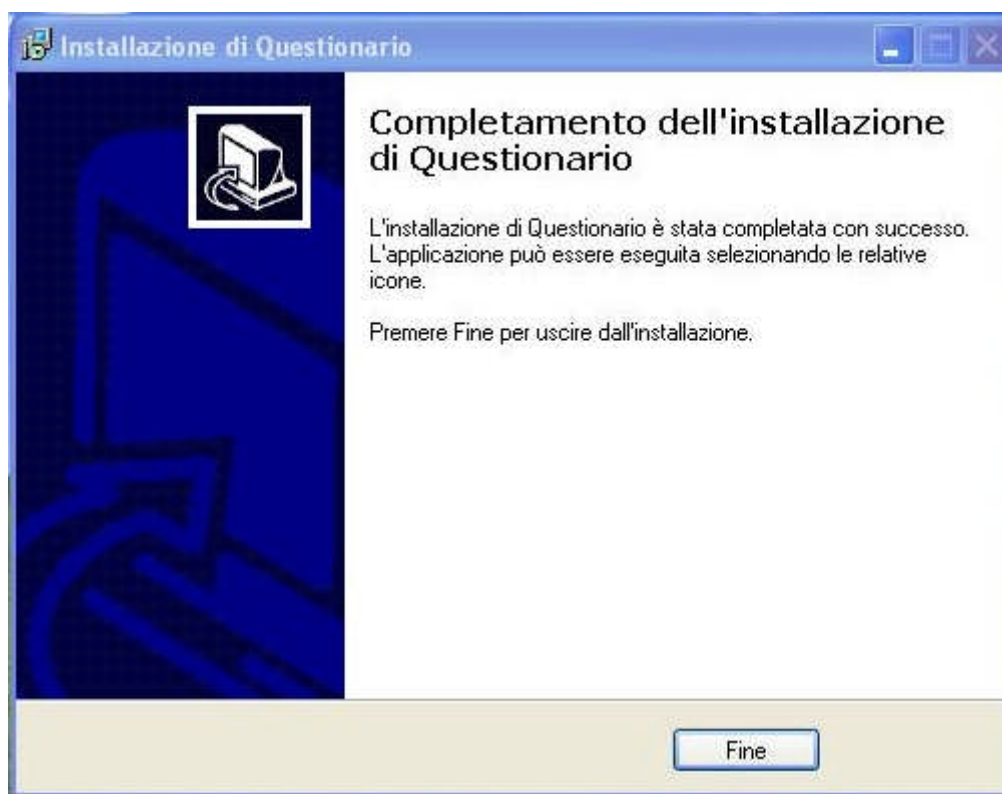 Installazione di Questionario
Completamento dell'installazione
di Questionario
L'installazione di Questionario è stata completata con successo.
L'applicazione può essere eseguita selezionando le relative
icone.
Premere Fine per uscire dall'installazione.
Fine